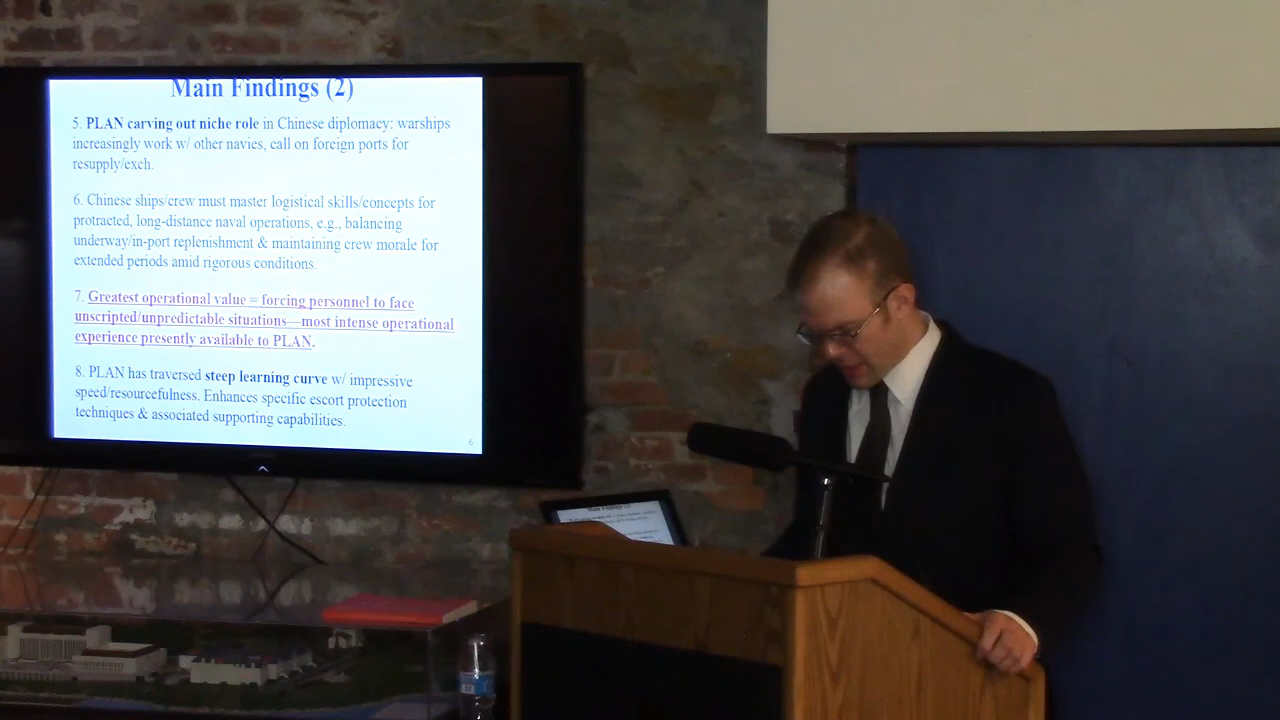 Main Findings (2)
5. PLAN carving out niche role in Chinese diplomacy: warships
increasingly work w/ other navies, call on foreign ports for
resupply/exch.
6. Chinese ships/crew must master logistical skills/concepts for
protracted, long-distance naval operations, e.g., balancing
underway/in-port replenishment & maintaining crew morale for
extended periods amid rigorous conditions.
7. Greatest operational value = forcing personnel to face
unscripted/unpredictable situations—most intense operational
experience presently available to PLAN.
8. PLAN has traversed steep learning curve w/ impressive
speed/resourcefulness. Enhances specific escort protection
techniques & associated supporting capabilities.
6
Main Findings (2)